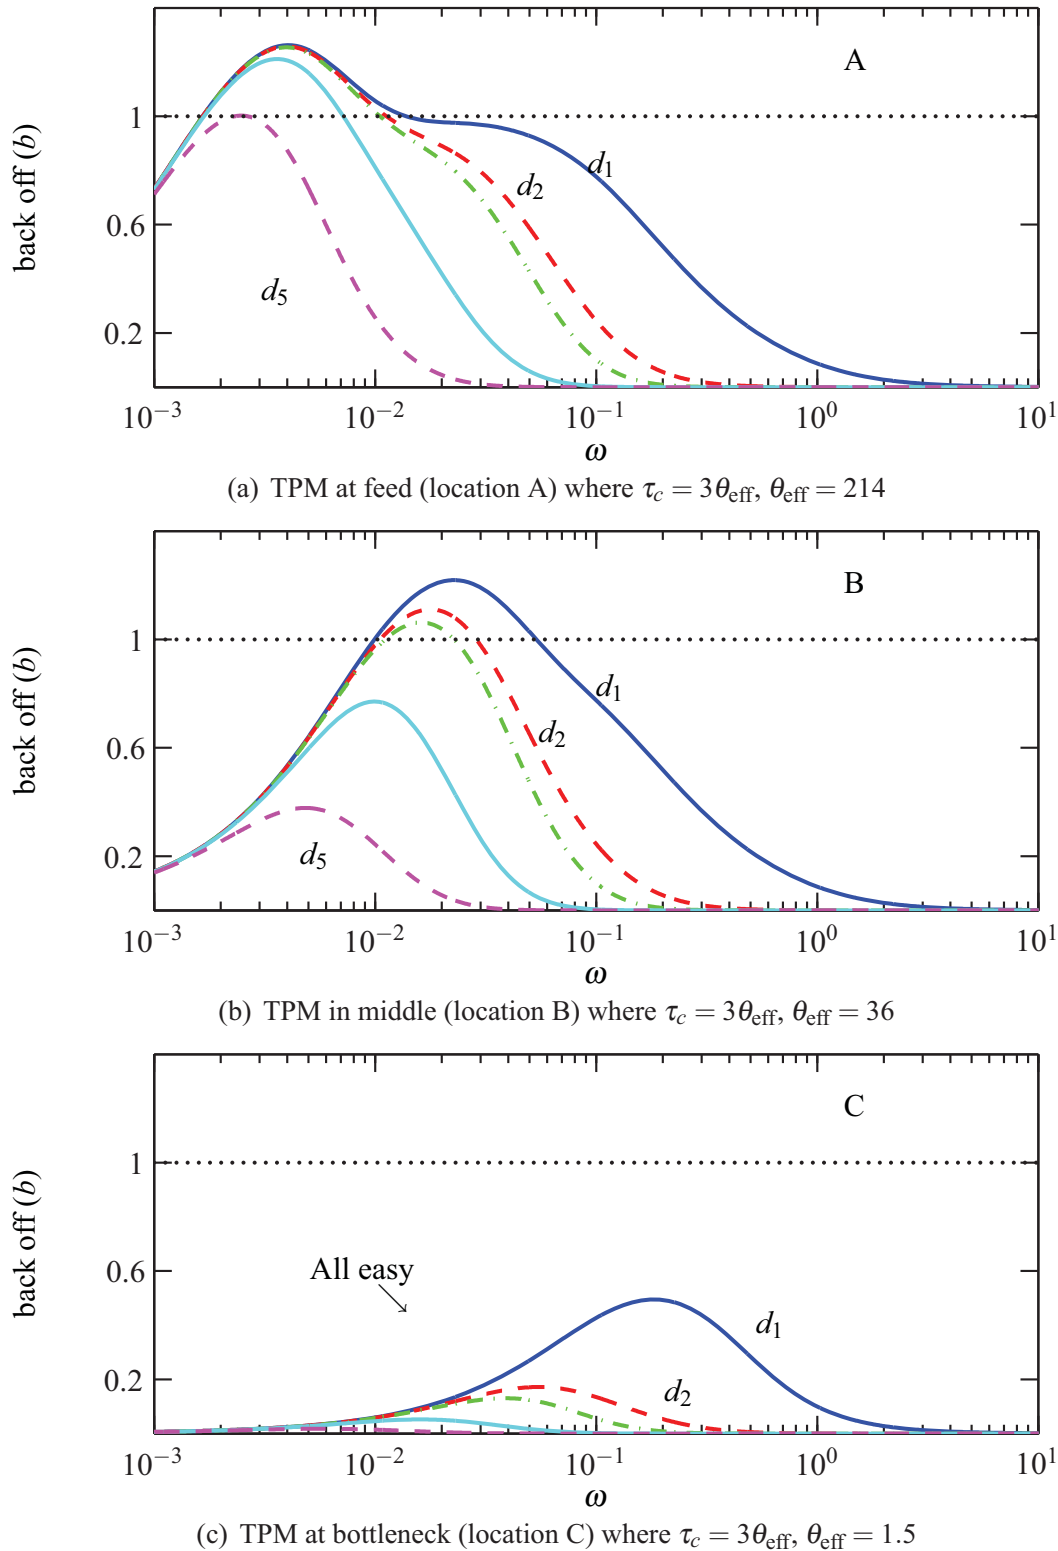 A
back off (b)
1
0.6
0.2
d1
d2
d5
10−3 10−2 10−1 100 101
ω
(a) TPM at feed (location A) where τc = 3θeff, θeff = 214
B
back off (b)
1
0.6
0.2
d1
d2
d5
10−3 10−2 10−1 100 101
ω
(b) TPM in middle (location B) where τc = 3θeff, θeff = 36
C
back off (b)
1
0.6
0.2
All easy
d1
d2
10−3 10−2 10−1 100 101
ω
(c) TPM at bottleneck (location C) where τc = 3θeff, θeff = 1.5